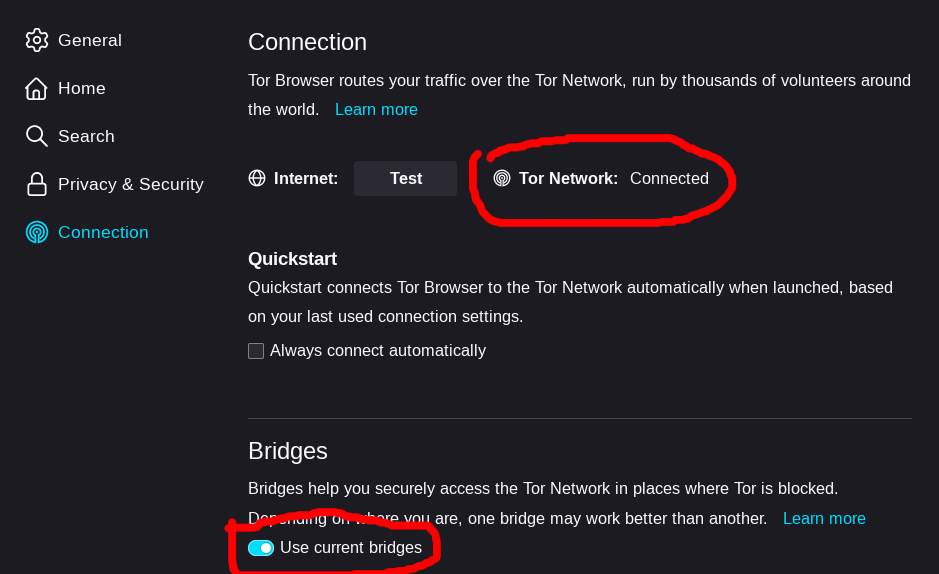 General
Home
Search
Privacy & Security
Connection
Connection
Tor Browser routes your traffic over the Tor Network, run by thousands of volunteers around
the world. Learn more
Internet: Test Tor Network: Connected
Quickstart
Quickstart connects Tor Browser to the Tor Network automatically when launched, based
on your last used connection settings.
Always connect automatically
Bridges
Bridges help you securely access the Tor Network in places where Tor is blocked.
Depending on where you are, one bridge may work better than another. Learn more
Use current bridges